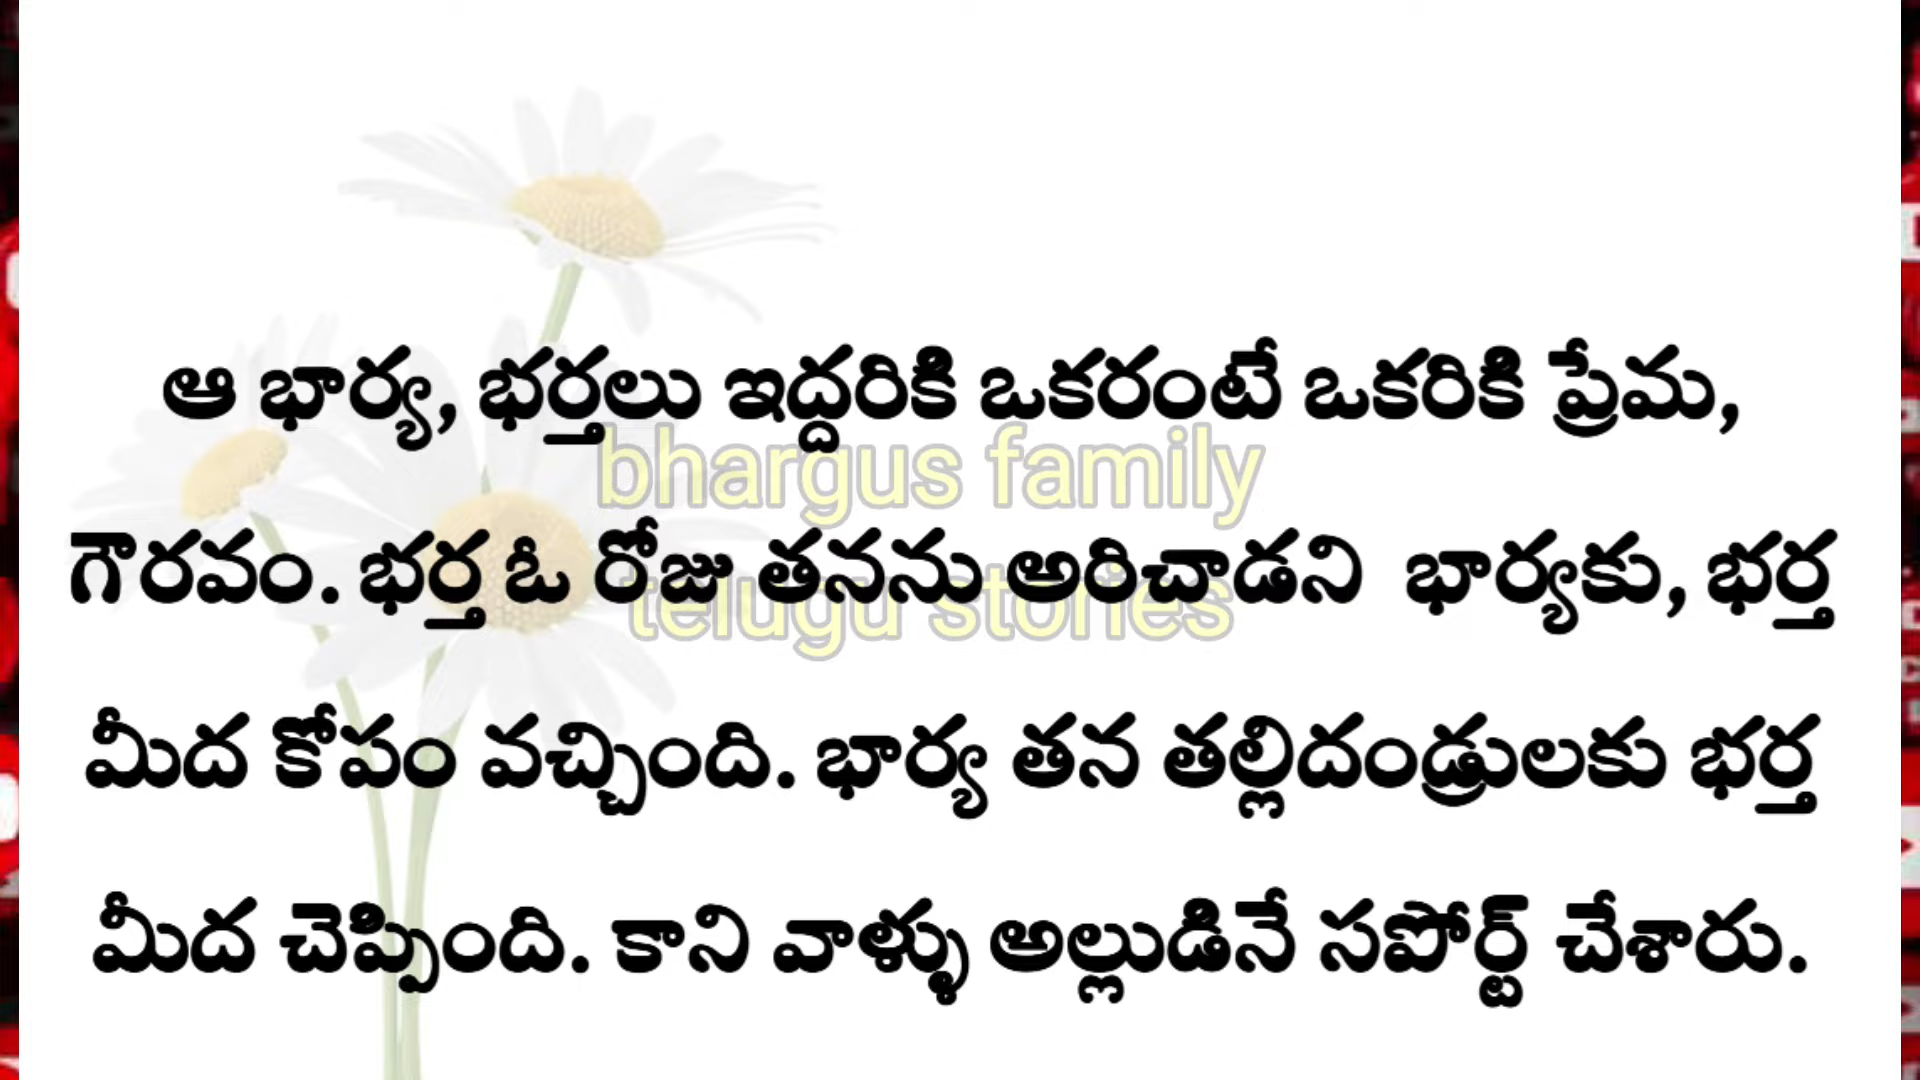 ఆ భార్య, భర్తలు ఇద్దరికి ఒకరంటే ఒకరికి ప్రేమ,
bhargus family
గౌరవం. భర్త ఓ రోజు తనను అరిచాడని భార్యకు, భర్త
telugu stories
మీద కోపం వచ్చింది. భార్య తన తల్లిదండ్రులకు భర్త
మీద చెప్పింది. కాని వాళ్ళు అల్లుడినే సపోర్ట్ చేశారు.